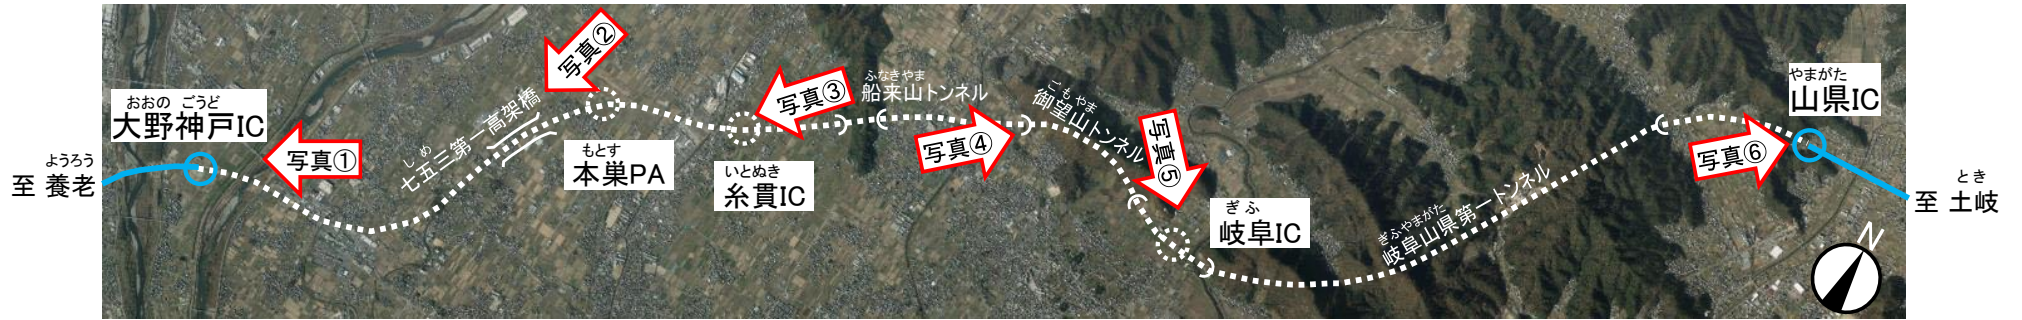 おおの ごうど
大野神戸IC
ようろう
至 養老
写真①
しめ
七五三第一高架橋
写真②
もとす
本巣PA
いとぬき
糸貫IC
写真③
ふなきやま
船来山トンネル
写真④
ごもやま
御望山トンネル
写真⑤
ぎふ
岐阜IC
ぎふやまがた
岐阜山県第一トンネル
写真⑥
やまがた
山県IC
とき
至 土岐
N